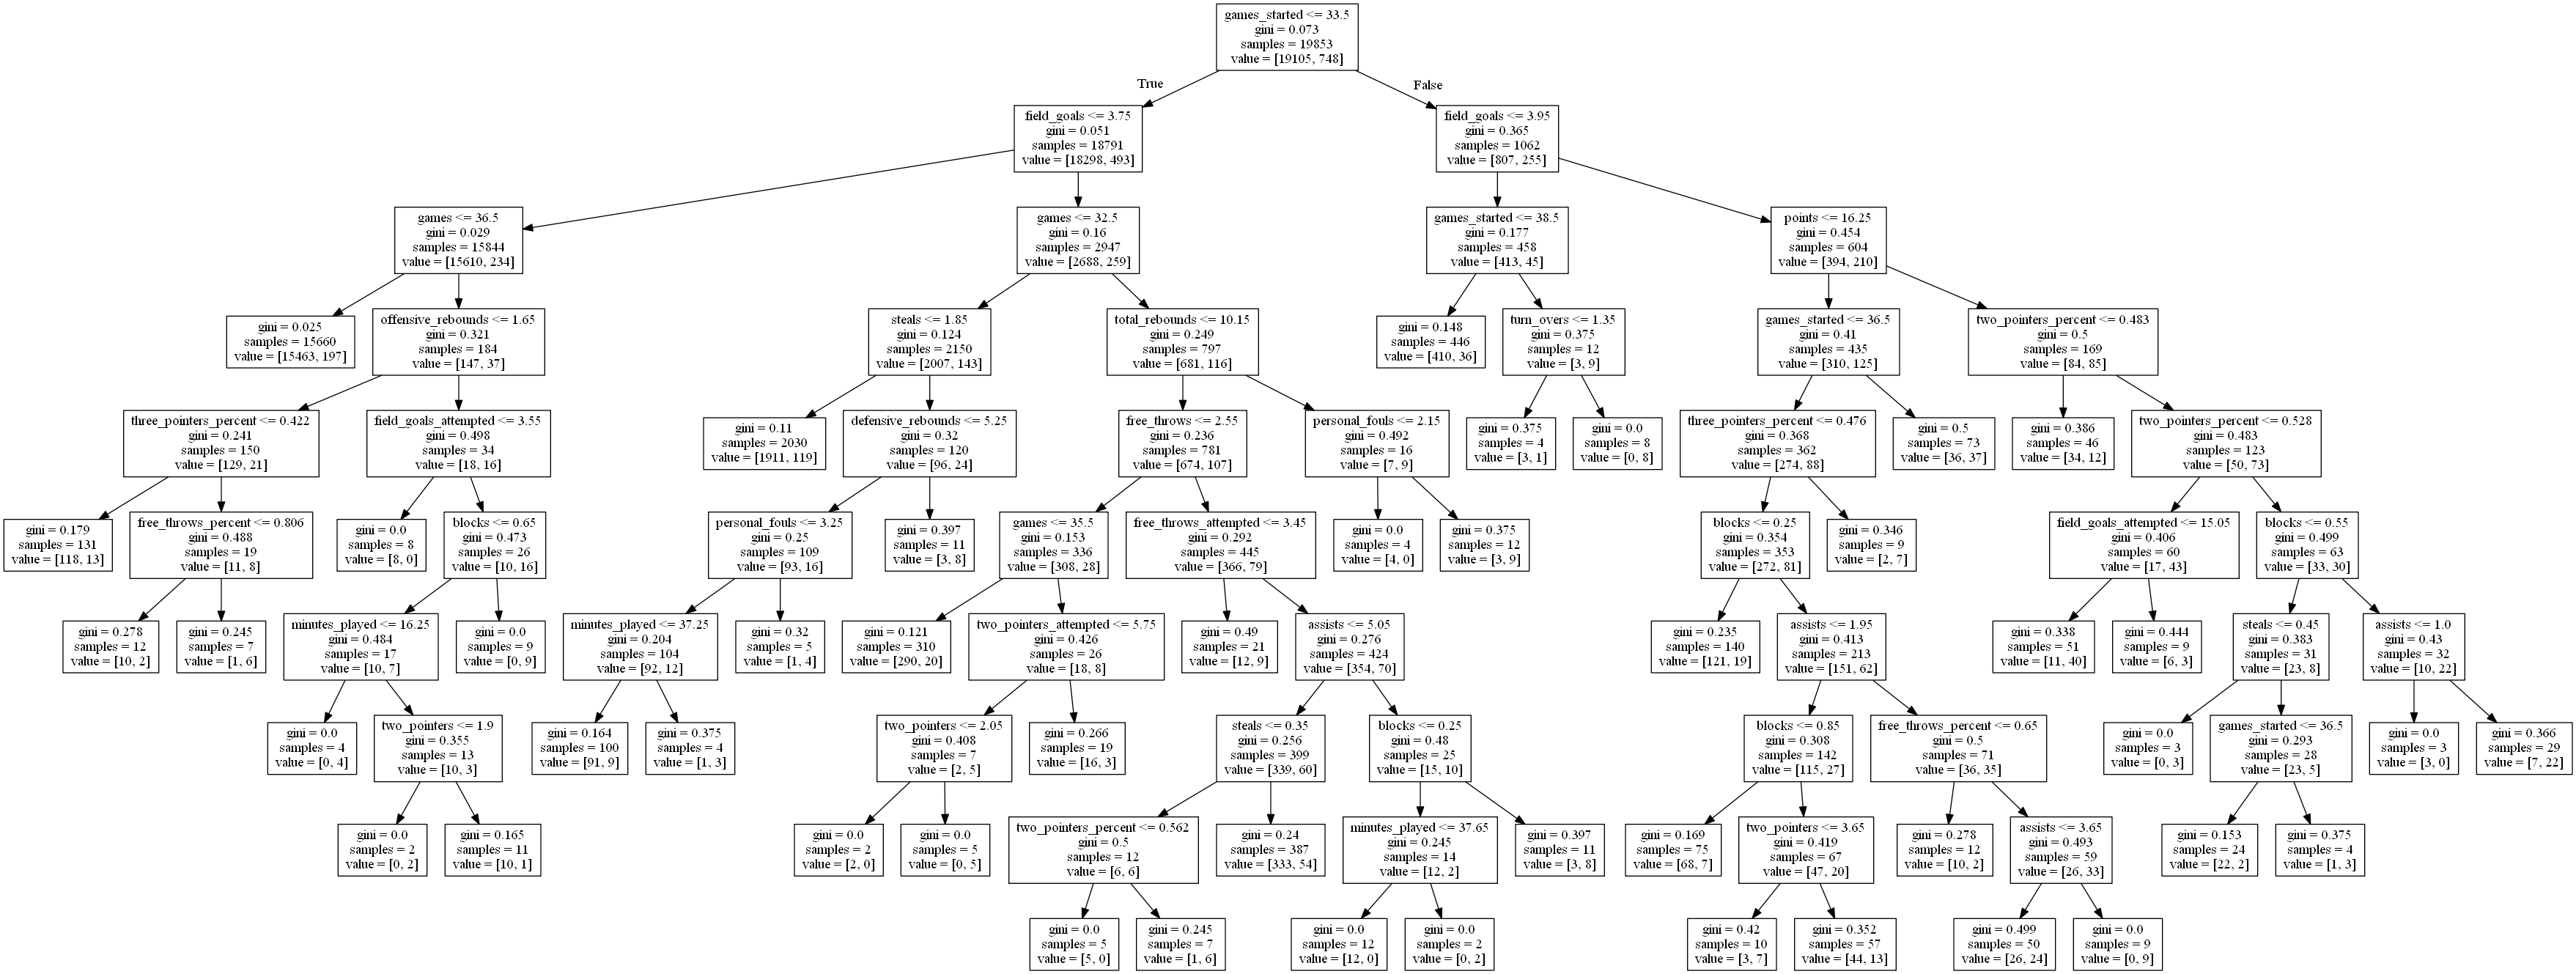 games_started <= 33.5
gini = 0.073
samples = 19853
value = [19105, 748]
True
False
field_goals <= 3.75
gini = 0.051
samples = 18791
value = [18298, 493]
field_goals <= 3.95
gini = 0.365
samples = 1062
value = [807, 255]
games <= 36.5
gini = 0.029
samples = 15844
value = [15610, 234]
games <= 32.5
gini = 0.16
samples = 2947
value = [2688, 259]
games_started <= 38.5
gini = 0.177
samples = 458
value = [413, 45]
points <= 16.25
gini = 0.454
samples = 604
value = [394, 210]
gini = 0.025
samples = 15660
value = [15463, 197]
offensive_rebounds <= 1.65
gini = 0.321
samples = 184
value = [147, 37]
steals <= 1.85
gini = 0.124
samples = 2150
value = [2007, 143]
total_rebounds <= 10.15
gini = 0.249
samples = 797
value = [681, 116]
gini = 0.148
samples = 446
value = [410, 36]
turn_overs <= 1.35
gini = 0.375
samples = 12
value = [3, 9]
games_started <= 36.5
gini = 0.41
samples = 435
value = [310, 125]
two_pointers_percent <= 0.483
gini = 0.5
samples = 169
value = [84, 85]
three_pointers_percent <= 0.422
gini = 0.241
samples = 150
value = [129, 21]
field_goals_attempted <= 3.55
gini = 0.498
samples = 34
value = [18, 16]
gini = 0.11
samples = 2030
value = [1911, 119]
defensive_rebounds <= 5.25
gini = 0.32
samples = 120
value = [96, 24]
free_throws <= 2.55
gini = 0.236
samples = 781
value = [674, 107]
personal_fouls <= 2.15
gini = 0.492
samples = 16
value = [7, 9]
gini = 0.375
samples = 4
value = [3, 1]
gini = 0.0
samples = 8
value = [0, 8]
three_pointers_percent <= 0.476
gini = 0.368
samples = 362
value = [274, 88]
gini = 0.5
samples = 73
value = [36, 37]
gini = 0.386
samples = 46
value = [34, 12]
two_pointers_percent <= 0.528
gini = 0.483
samples = 123
value = [50, 73]
gini = 0.179
samples = 131
value = [118, 13]
free_throws_percent <= 0.806
gini = 0.488
samples = 19
value = [11, 8]
gini = 0.0
samples = 8
value = [8, 0]
blocks <= 0.65
gini = 0.473
samples = 26
value = [10, 16]
personal_fouls <= 3.25
gini = 0.25
samples = 109
value = [93, 16]
gini = 0.397
samples = 11
value = [3, 8]
games <= 35.5
gini = 0.153
samples = 336
value = [308, 28]
free_throws_attempted <= 3.45
gini = 0.292
samples = 445
value = [366, 79]
gini = 0.0
samples = 4
value = [4, 0]
gini = 0.375
samples = 12
value = [3, 9]
blocks <= 0.25
gini = 0.354
samples = 353
value = [272, 81]
gini = 0.346
samples = 9
value = [2, 7]
field_goals_attempted <= 15.05
gini = 0.406
samples = 60
value = [17, 43]
blocks <= 0.55
gini = 0.499
samples = 63
value = [33, 30]
gini = 0.278
samples = 12
value = [10, 2]
gini = 0.245
samples = 7
value = [1, 6]
minutes_played <= 16.25
gini = 0.484
samples = 17
value = [10, 7]
gini = 0.0
samples = 9
value = [0, 9]
minutes_played <= 37.25
gini = 0.204
samples = 104
value = [92, 12]
gini = 0.32
samples = 5
value = [1, 4]
gini = 0.121
samples = 310
value = [290, 20]
two_pointers_attempted <= 5.75
gini = 0.426
samples = 26
value = [18, 8]
gini = 0.49
samples = 21
value = [12, 9]
assists <= 5.05
gini = 0.276
samples = 424
value = [354, 70]
gini = 0.235
samples = 140
value = [121, 19]
assists <= 1.95
gini = 0.413
samples = 213
value = [151, 62]
gini = 0.338
samples = 51
value = [11, 40]
gini = 0.444
samples = 9
value = [6, 3]
steals <= 0.45
gini = 0.383
samples = 31
value = [23, 8]
assists <= 1.0
gini = 0.43
samples = 32
value = [10, 22]
gini = 0.0
samples = 4
value = [0, 4]
two_pointers <= 1.9
gini = 0.355
samples = 13
value = [10, 3]
gini = 0.164
samples = 100
value = [91, 9]
gini = 0.375
samples = 4
value = [1, 3]
two_pointers <= 2.05
gini = 0.408
samples = 7
value = [2, 5]
gini = 0.266
samples = 19
value = [16, 3]
steals <= 0.35
gini = 0.256
samples = 399
value = [339, 60]
blocks <= 0.25
gini = 0.48
samples = 25
value = [15, 10]
blocks <= 0.85
gini = 0.308
samples = 142
value = [115, 27]
free_throws_percent <= 0.65
gini = 0.5
samples = 71
value = [36, 35]
gini = 0.0
samples = 3
value = [0, 3]
games_started <= 36.5
gini = 0.293
samples = 28
value = [23, 5]
gini = 0.0
samples = 3
value = [3, 0]
gini = 0.366
samples = 29
value = [7, 22]
gini = 0.0
samples = 2
value = [0, 2]
gini = 0.165
samples = 11
value = [10, 1]
gini = 0.0
samples = 2
value = [2, 0]
gini = 0.0
samples = 5
value = [0, 5]
two_pointers_percent <= 0.562
gini = 0.5
samples = 12
value = [6, 6]
gini = 0.24
samples = 387
value = [333, 54]
minutes_played <= 37.65
gini = 0.245
samples = 14
value = [12, 2]
gini = 0.397
samples = 11
value = [3, 8]
gini = 0.169
samples = 75
value = [68, 7]
two_pointers <= 3.65
gini = 0.419
samples = 67
value = [47, 20]
gini = 0.278
samples = 12
value = [10, 2]
assists <= 3.65
gini = 0.493
samples = 59
value = [26, 33]
gini = 0.153
samples = 24
value = [22, 2]
gini = 0.375
samples = 4
value = [1, 3]
gini = 0.0
samples = 5
value = [5, 0]
gini = 0.245
samples = 7
value = [1, 6]
gini = 0.0
samples = 12
value = [12, 0]
gini = 0.0
samples = 2
value = [0, 2]
gini = 0.42
samples = 10
value = [3, 7]
gini = 0.352
samples = 57
value = [44, 13]
gini = 0.499
samples = 50
value = [26, 24]
gini = 0.0
samples = 9
value = [0, 9]